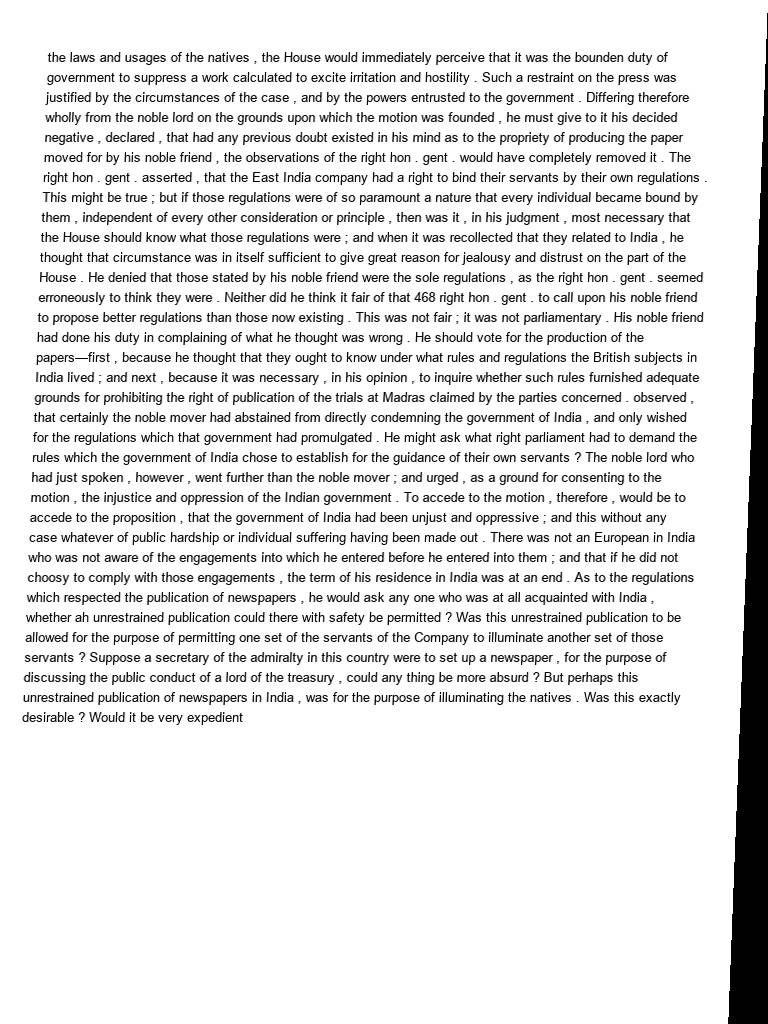 the laws and usages of the natives , the House would immediately perceive that it was the bounden duty of
government to suppress a work calculated to excite irritation and hostility . Such a restraint on the press was
justified by the circumstances of the case , and by the powers entrusted to the government . Differing therefore
wholly from the noble lord on the grounds upon which the motion was founded , he must give to it his decided
negative , declared , that had any previous doubt existed in his mind as to the propriety of producing the paper
moved for by his noble friend , the observations of the right hon . gent . would have completely removed it . The
right hon . gent . asserted , that the East India company had a right to bind their servants by their own regulations .
This might be true ; but if those regulations were of so paramount a nature that every individual became bound by
them , independent of every other consideration or principle , then was it , in his judgment , most necessary that
the House should know what those regulations were ; and when it was recollected that they related to India , he
thought that circumstance was in itself sufficient to give great reason for jealousy and distrust on the part of the
House . He denied that those stated by his noble friend were the sole regulations , as the right hon . gent . seemed
erroneously to think they were . Neither did he think it fair of that 468 right hon . gent . to call upon his noble friend
to propose better regulations than those now existing . This was not fair ; it was not parliamentary . His noble friend
had done his duty in complaining of what he thought was wrong . He should vote for the production of the
papers—first , because he thought that they ought to know under what rules and regulations the British subjects in
India lived ; and next , because it was necessary , in his opinion , to inquire whether such rules furnished adequate
grounds for prohibiting the right of publication of the trials at Madras claimed by the parties concerned . observed ,
that certainly the noble mover had abstained from directly condemning the government of India , and only wished
for the regulations which that government had promulgated . He might ask what right parliament had to demand the
rules which the government of India chose to establish for the guidance of their own servants ? The noble lord who
had just spoken , however , went further than the noble mover ; and urged , as a ground for consenting to the
motion , the injustice and oppression of the Indian government . To accede to the motion , therefore , would be to
accede to the proposition , that the government of India had been unjust and oppressive ; and this without any
case whatever of public hardship or individual suffering having been made out . There was not an European in India
who was not aware of the engagements into which he entered before he entered into them ; and that if he did not
choosy to comply with those engagements , the term of his residence in India was at an end . As to the regulations
which respected the publication of newspapers , he would ask any one who was at all acquainted with India ,
whether ah unrestrained publication could there with safety be permitted ? Was this unrestrained publication to be
allowed for the purpose of permitting one set of the servants of the Company to illuminate another set of those
servants ? Suppose a secretary of the admiralty in this country were to set up a newspaper , for the purpose of
discussing the public conduct of a lord of the treasury , could any thing be more absurd ? But perhaps this
unrestrained publication of newspapers in India , was for the purpose of illuminating the natives . Was this exactly
desirable ? Would it be very expedient